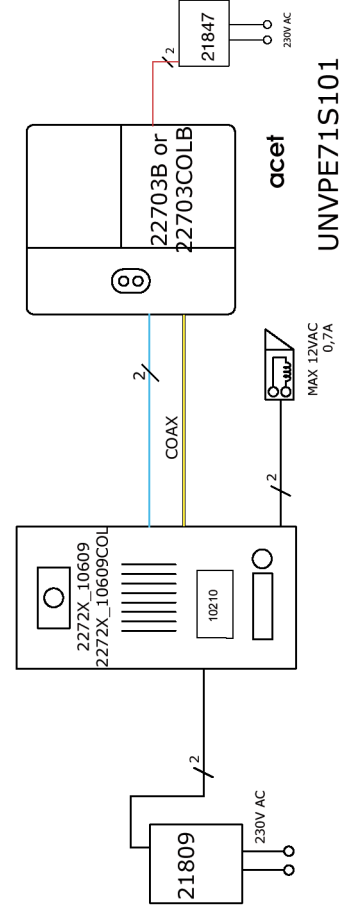 21847
230V AC
2
22703B or
22703COLB
acet
UNVPE71S101
2
COAX
MAX 12VAC
0,7A
2
2272X_10609
2272X_10609COL
10210
2
21809
230V AC